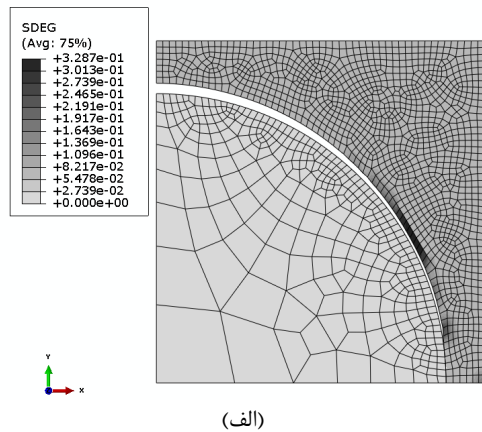 SDEG
(Avg: 75%)
+3.287e-01
+3.013e-01
+2.739e-01
+2.465e-01
+2.191e-01
+1.917e-01
+1.643e-01
+1.369e-01
+1.096e-01
+8.217e-02
+5.478e-02
+2.739e-02
+0.000e+00
Y
X
(الف)